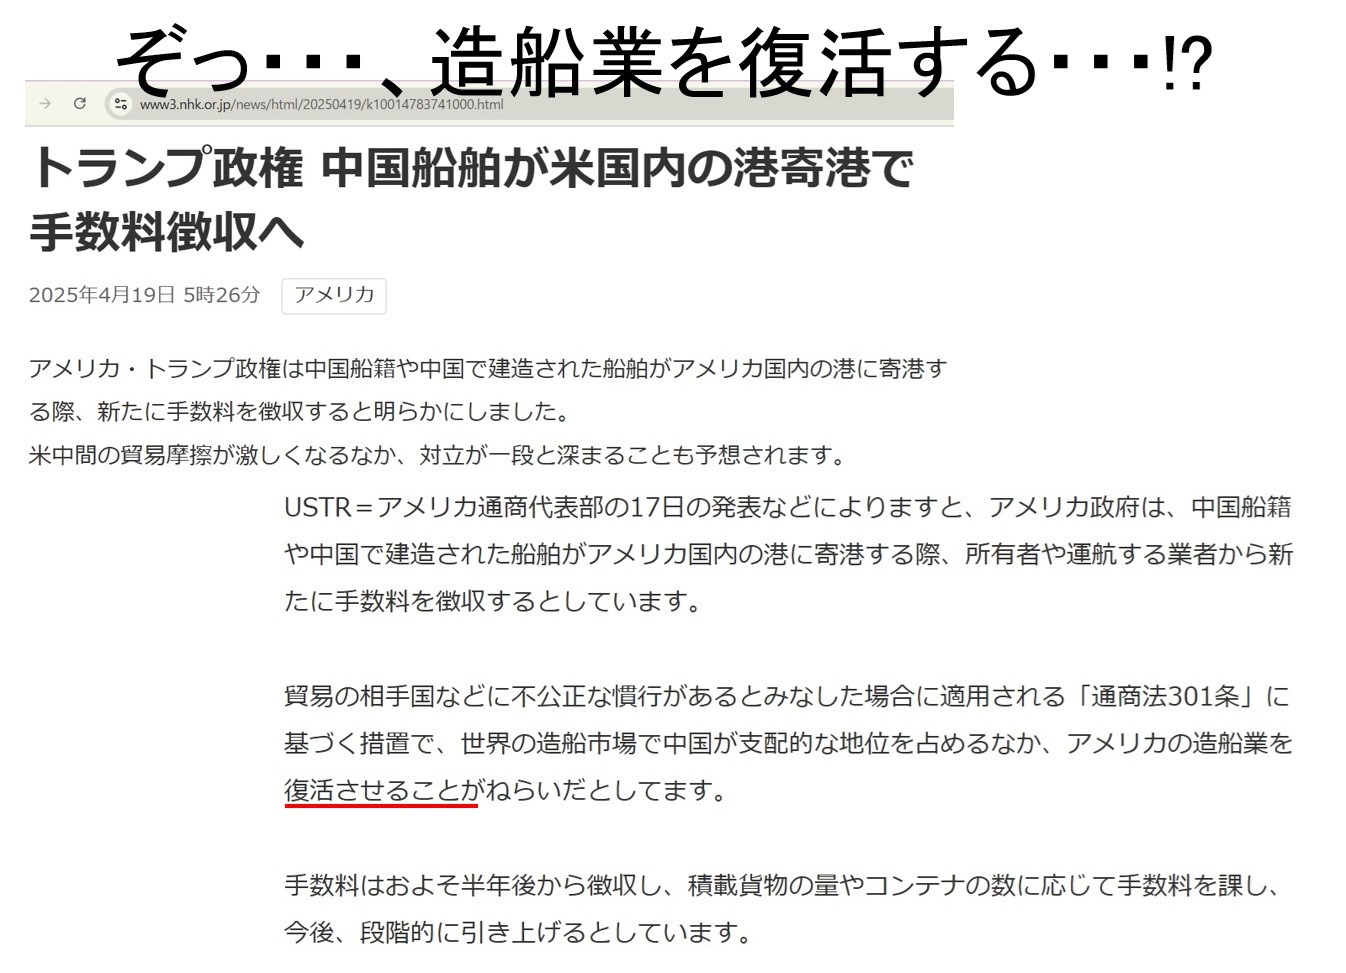 ぞっ・・・、造船業を復活する・・・!?
www3.nhk.or.jp/news/html/20250419/k10014783741000.html
トランプ政権 中国船舶が米国内の港寄港で
手数料徴収へ
2025年4月19日 5時26分 アメリカ
アメリカ・トランプ政権は中国船籍や中国で建造された船舶がアメリカ国内の港に寄港す
る際、新たに手数料を徴収すると明らかにしました。
米中間の貿易摩擦が激しくなるなか、対立が一段と深まることも予想されます。
USTR＝アメリカ通商代表部の17日の発表などによりますと、アメリカ政府は、中国船籍
や中国で建造された船舶がアメリカ国内の港に寄港する際、所有者や運航する業者から新
たに手数料を徴収するとしています。
貿易の相手国などに不公正な慣行があるとみなした場合に適用される「通商法301条」に
基づく措置で、世界の造船市場で中国が支配的な地位を占めるなか、アメリカの造船業を
復活させることがねらいだとしてます。
手数料はおよそ半年後から徴収し、積載貨物の量やコンテナの数に応じて手数料を課し、
今後、段階的に引き上げるとしています。